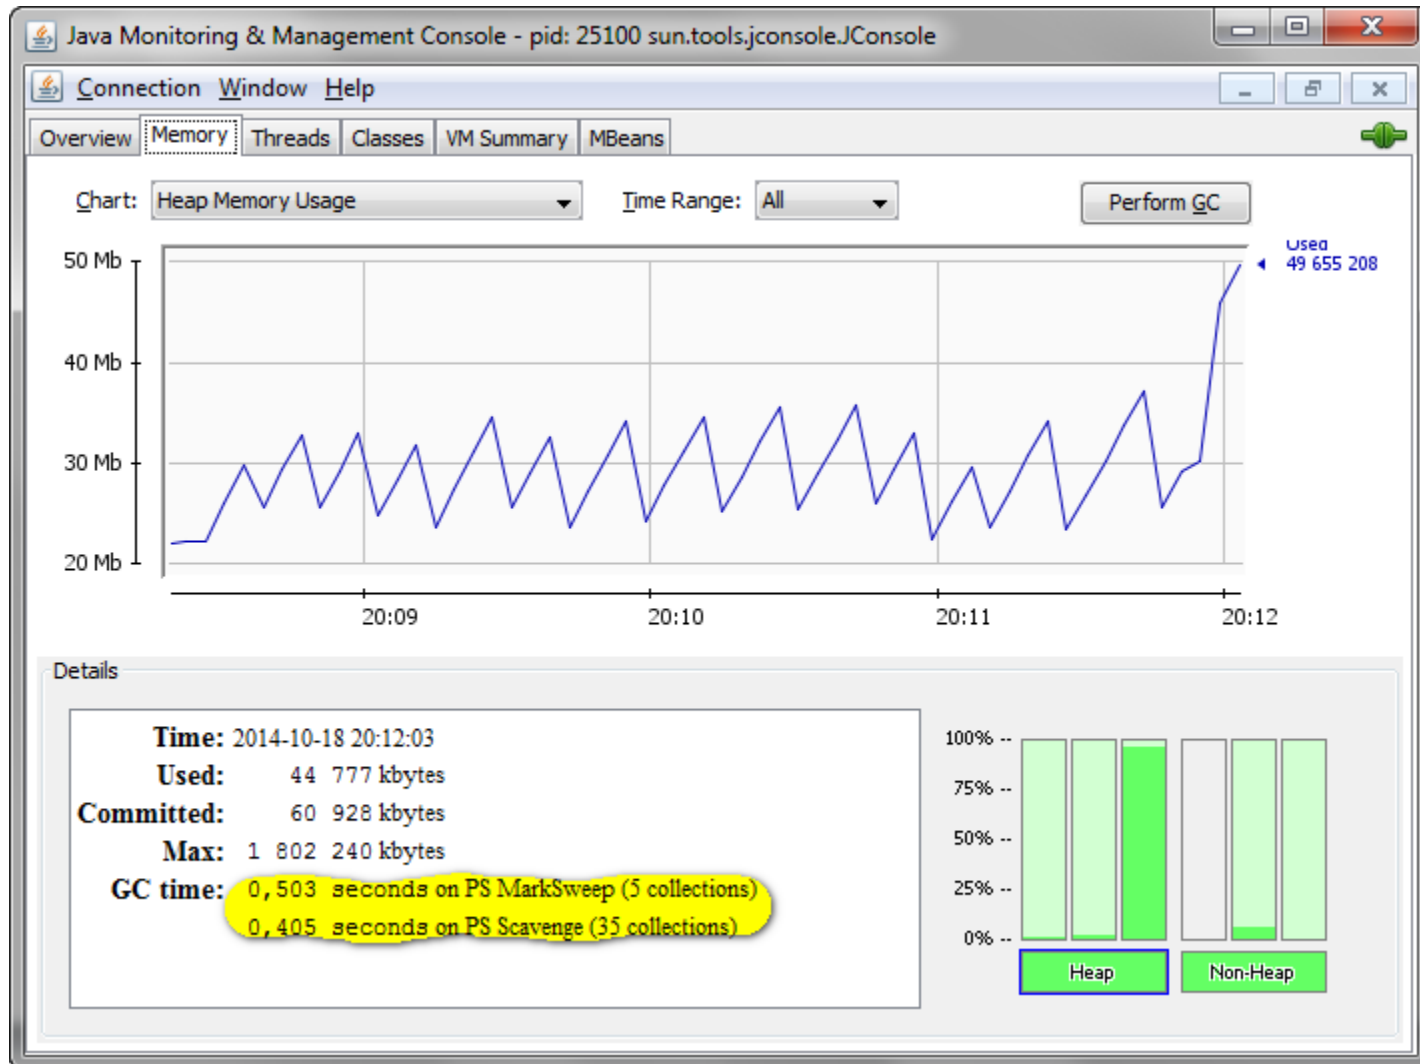 Java Monitoring & Management Console - pid: 25100 sun.tools.jconsole.JConsole
Connection Window Help
Overview Memory Threads Classes VM Summary MBeans
Chart: Heap Memory Usage Time Range: All Perform GC
Used
49 655 208
50 Mb
40 Mb
30 Mb
20 Mb
20:09 20:10 20:11 20:12
Details
Time: 2014-10-18 20:12:03
Used: 44 777 kbytes
Committed: 60 928 kbytes
Max: 1 802 240 kbytes
GC time: 0,503 seconds on PS MarkSweep (5 collections)
0,405 seconds on PS Scavenge (35 collections)
100% --
75% --
50% --
25% --
0% --
Heap Non-Heap